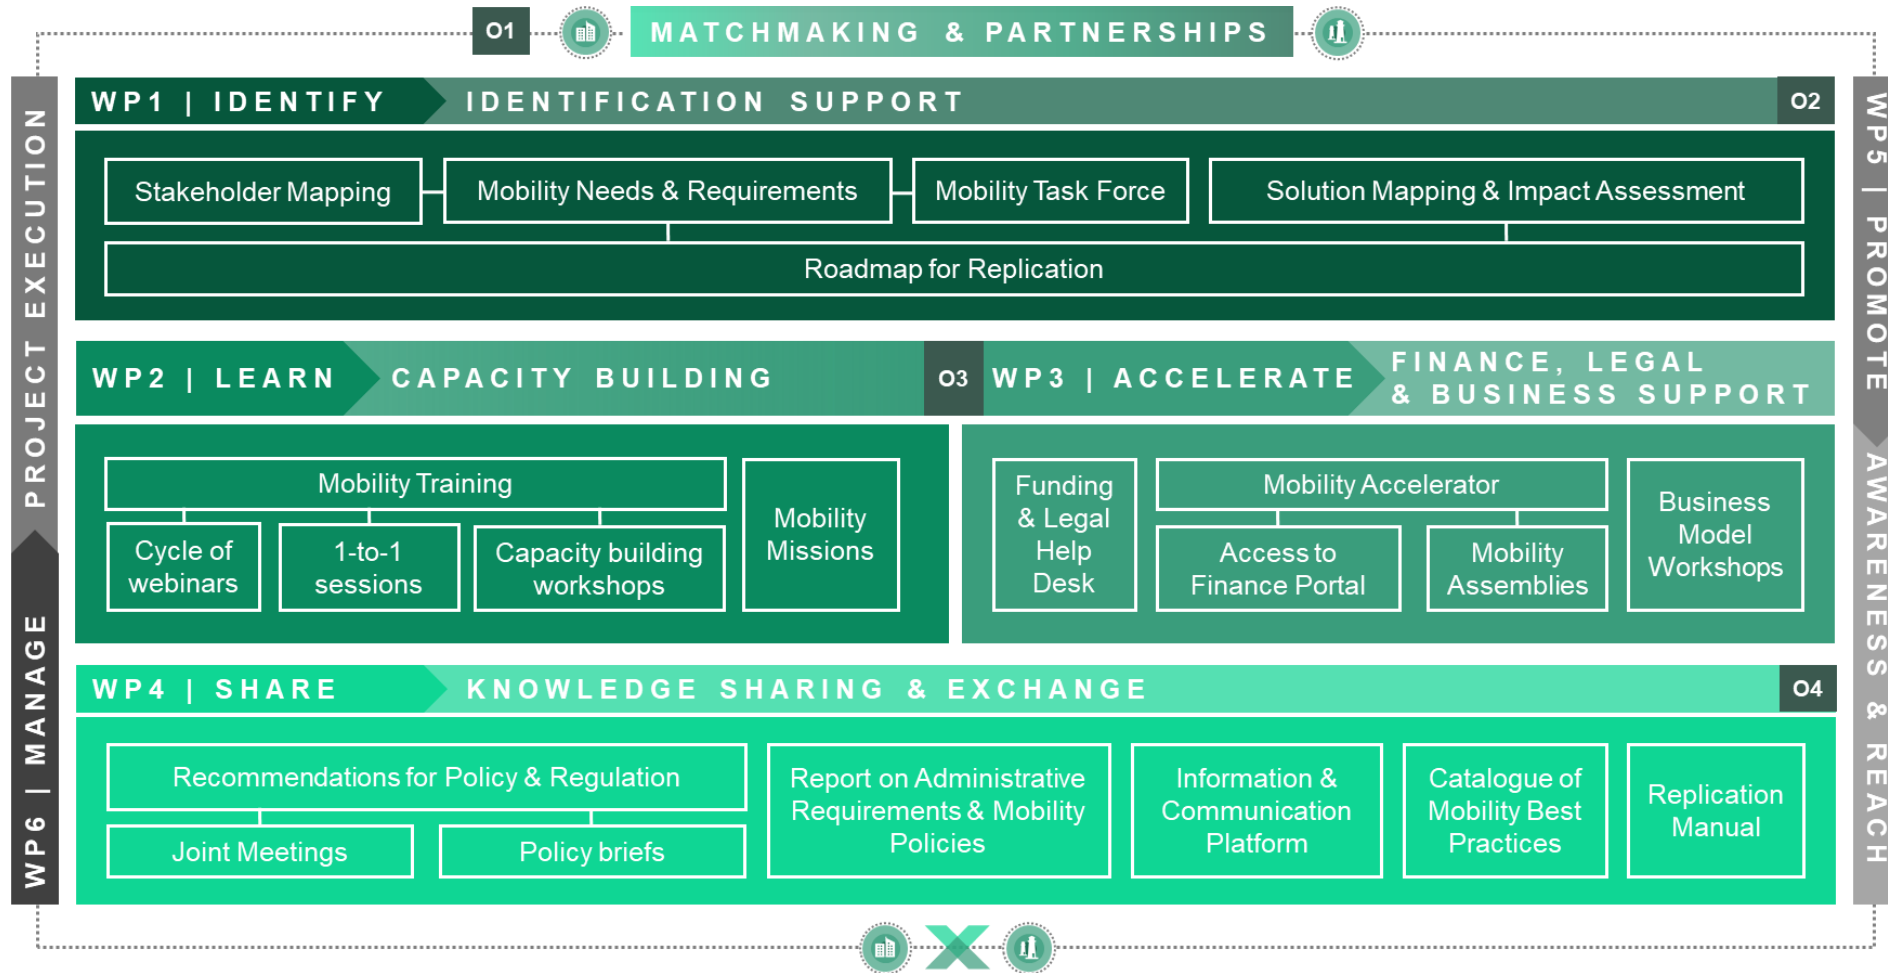 O1
MATCHMAKING & PARTNERSHIPS
WP1 | IDENTIFY
IDENTIFICATION SUPPORT
O2
Stakeholder Mapping
Mobility Needs & Requirements
Mobility Task Force
Solution Mapping & Impact Assessment
Roadmap for Replication
WP2 | LEARN
CAPACITY BUILDING
O3
WP3 | ACCELERATE
FINANCE, LEGAL
& BUSINESS SUPPORT
Mobility Training
Cycle of
webinars
1-to-1
sessions
Capacity building
workshops
Mobility
Missions
Funding
& Legal
Help
Desk
Mobility Accelerator
Access to
Finance Portal
Mobility
Assemblies
Business
Model
Workshops
WP4 | SHARE
KNOWLEDGE SHARING & EXCHANGE
O4
Recommendations for Policy & Regulation
Joint Meetings
Policy briefs
Report on Administrative
Requirements & Mobility
Policies
Information &
Communication
Platform
Catalogue of
Mobility Best
Practices
Replication
Manual
WP6 | MANAGE
PROJECT EXECUTION
WP5 | PROMOTE
AWARENESS & REACH